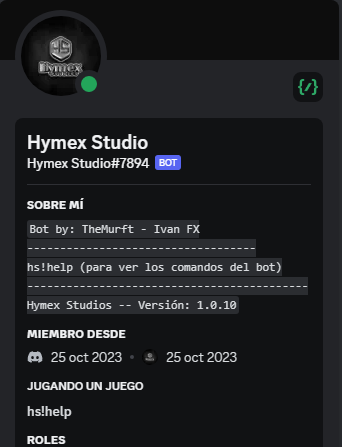 Hymex
Hymex Studio
Hymex Studio#7894 BOT
SOBRE MÍ
Bot by: TheMurft - Ivan FX
-----------------------------------
hs!help (para ver los comandos del bot)
-------------------------------------------
Hymex Studios -- Versión: 1.0.10
MIEMBRO DESDE
25 oct 2023 • 25 oct 2023
JUGANDO UN JUEGO
hs!help
ROLES